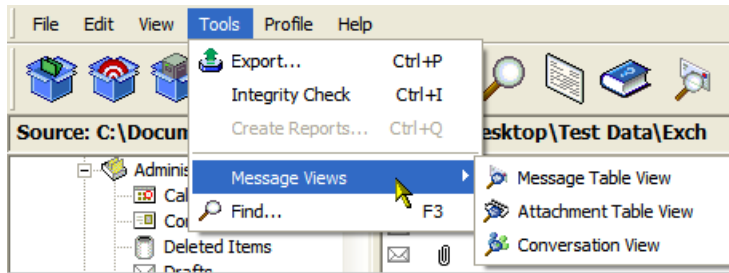 File Edit View Tools Profile Help
Export... Ctrl+P
Integrity Check Ctrl+I
Create Reports... Ctrl+Q
Source: C:\Docum
esktop\Test Data\Exch
Adminis
Message Views
Message Table View
Cal
Find... F3
Attachment Table View
Deleted Items
Conversation View
Drafts